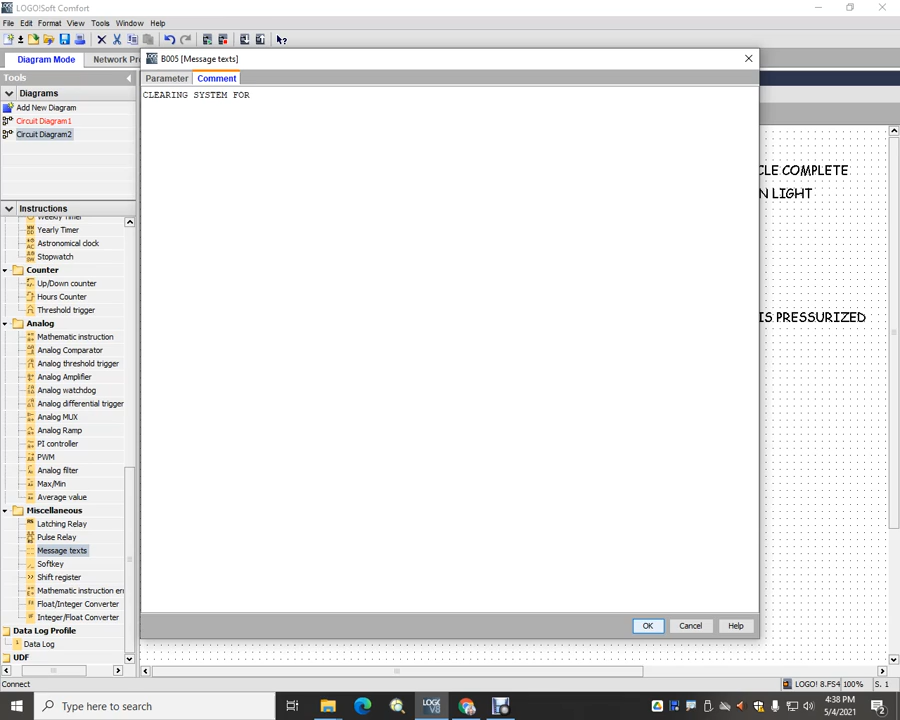 LOGO!Soft Comfort
File Edit Format View Tools Window Help
Diagram Mode Network Pr
B005 [Message texts]
Parameter Comment
CLEARING SYSTEM FOR
Tools
Diagrams
Add New Diagram
Circuit Diagram1
Circuit Diagram2
Instructions
Weekly Timer
Yearly Timer
Astronomical clock
Stopwatch
Counter
Up/Down counter
Hours Counter
Threshold trigger
Analog
Mathematic instruction
Analog Comparator
Analog threshold trigger
Analog Amplifier
Analog watchdog
Analog differential trigger
Analog MUX
Analog Ramp
PI controller
PWM
Analog filter
Max/Min
Average value
Miscellaneous
Latching Relay
Pulse Relay
Message texts
Softkey
Shift register
Mathematic instruction en
Float/Integer Converter
Integer/Float Converter
Data Log Profile
Data Log
UDF
CLE COMPLETE
N LIGHT
IS PRESSURIZED
OK Cancel Help
Connect
LOGO! 8.FS4 100% S. 1
Type here to search
4:38 PM
5/4/2021
2